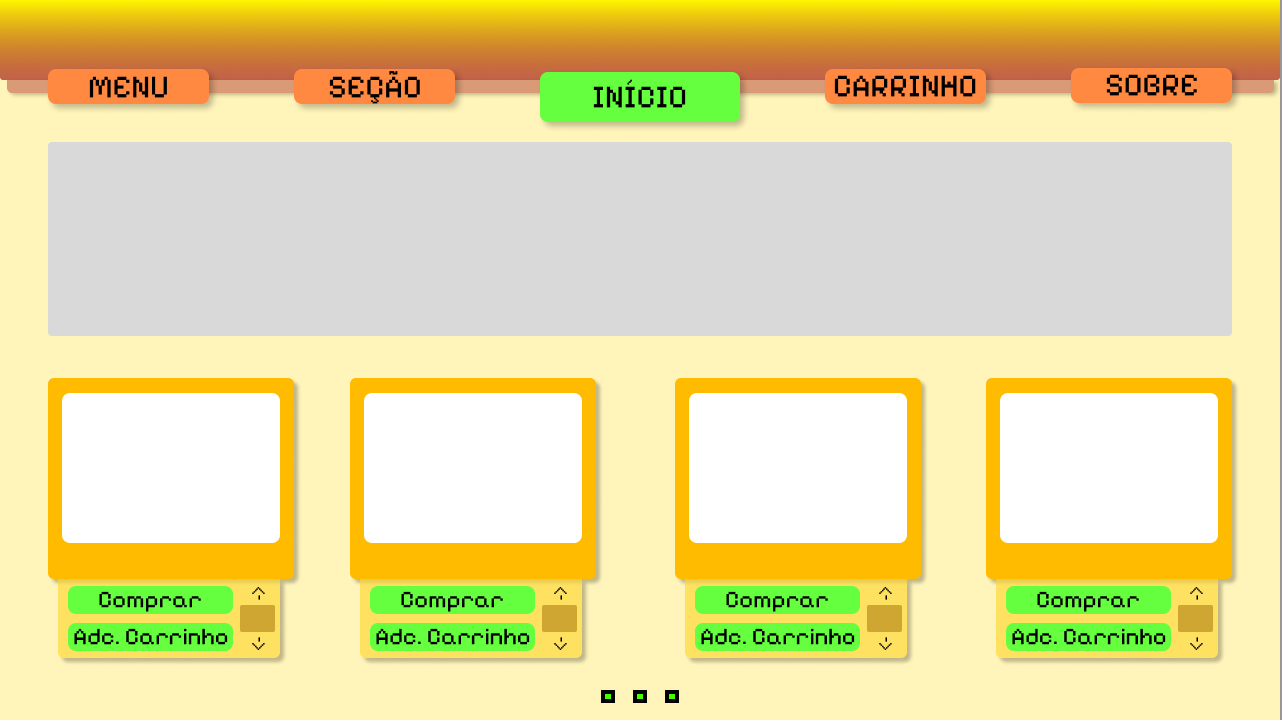 MENU
SEÇÃO
INÍCIO
CARRINHO
SOBRE
Comprar
Adc. Carrinho
Comprar
Adc. Carrinho
Comprar
Adc. Carrinho
Comprar
Adc. Carrinho